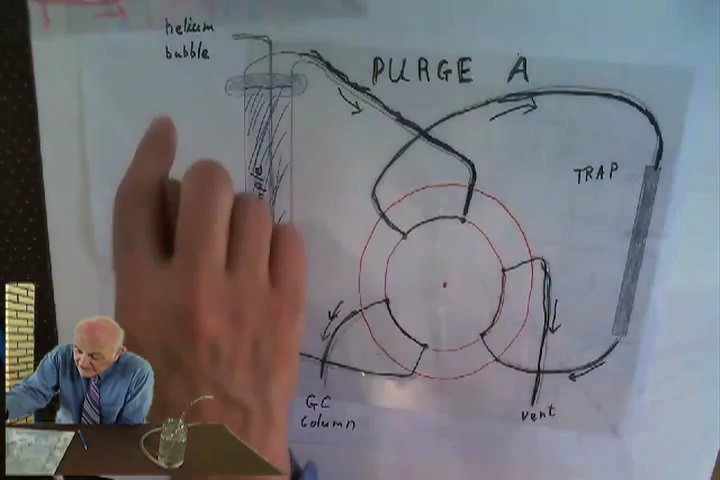 helium
bubble
PURGE A
TRAP
GC
Column
vent